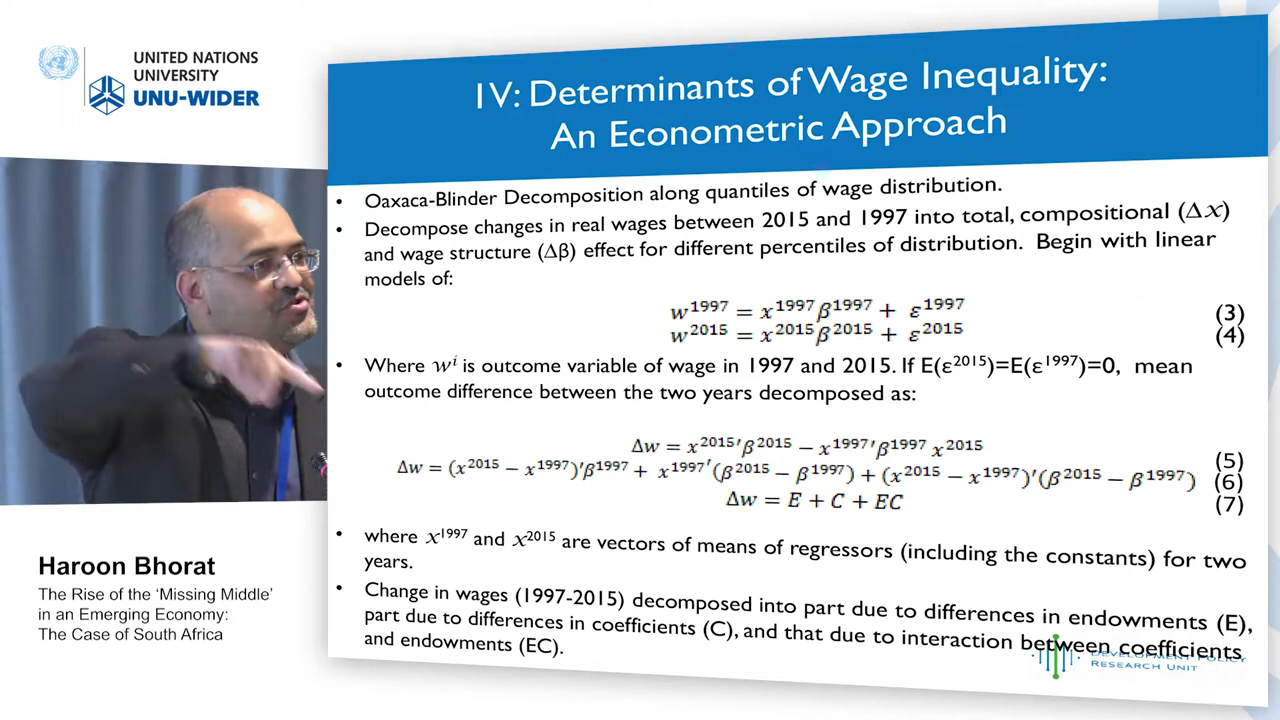 UNITED NATIONS
UNIVERSITY
UNU-WIDER
1V: Determinants of Wage Inequality:
An Econometric Approach
• Oaxaca-Blinder Decomposition along quantiles of wage distribution.
• Decompose changes in real wages between 2015 and 1997 into total, compositional (Δx)
and wage structure (Δβ) effect for different percentiles of distribution. Begin with linear
models of:
w¹⁹⁹⁷ = x¹⁹⁹⁷β¹⁹⁹⁷ + ε¹⁹⁹⁷ (3)
w²⁰¹⁵ = x²⁰¹⁵β²⁰¹⁵ + ε²⁰¹⁵ (4)
• Where wⁱ is outcome variable of wage in 1997 and 2015. If E(ε²⁰¹⁵)=E(ε¹⁹⁹⁷)=0, mean
outcome difference between the two years decomposed as:
Δw = x²⁰¹⁵′β²⁰¹⁵ − x¹⁹⁹⁷′β¹⁹⁹⁷ x²⁰¹⁵ (5)
Δw = (x²⁰¹⁵ − x¹⁹⁹⁷)′β¹⁹⁹⁷ + x¹⁹⁹⁷′(β²⁰¹⁵ − β¹⁹⁹⁷) + (x²⁰¹⁵ − x¹⁹⁹⁷)′(β²⁰¹⁵ − β¹⁹⁹⁷) (6)
Δw = E + C + EC (7)
• where x¹⁹⁹⁷ and x²⁰¹⁵ are vectors of means of regressors (including the constants) for two
years.
• Change in wages (1997-2015) decomposed into part due to differences in endowments (E),
part due to differences in coefficients (C), and that due to interaction between coefficients
and endowments (EC).
DEVELOPMENT POLICY
RESEARCH UNIT
Haroon Bhorat
The Rise of the ‘Missing Middle’
in an Emerging Economy:
The Case of South Africa